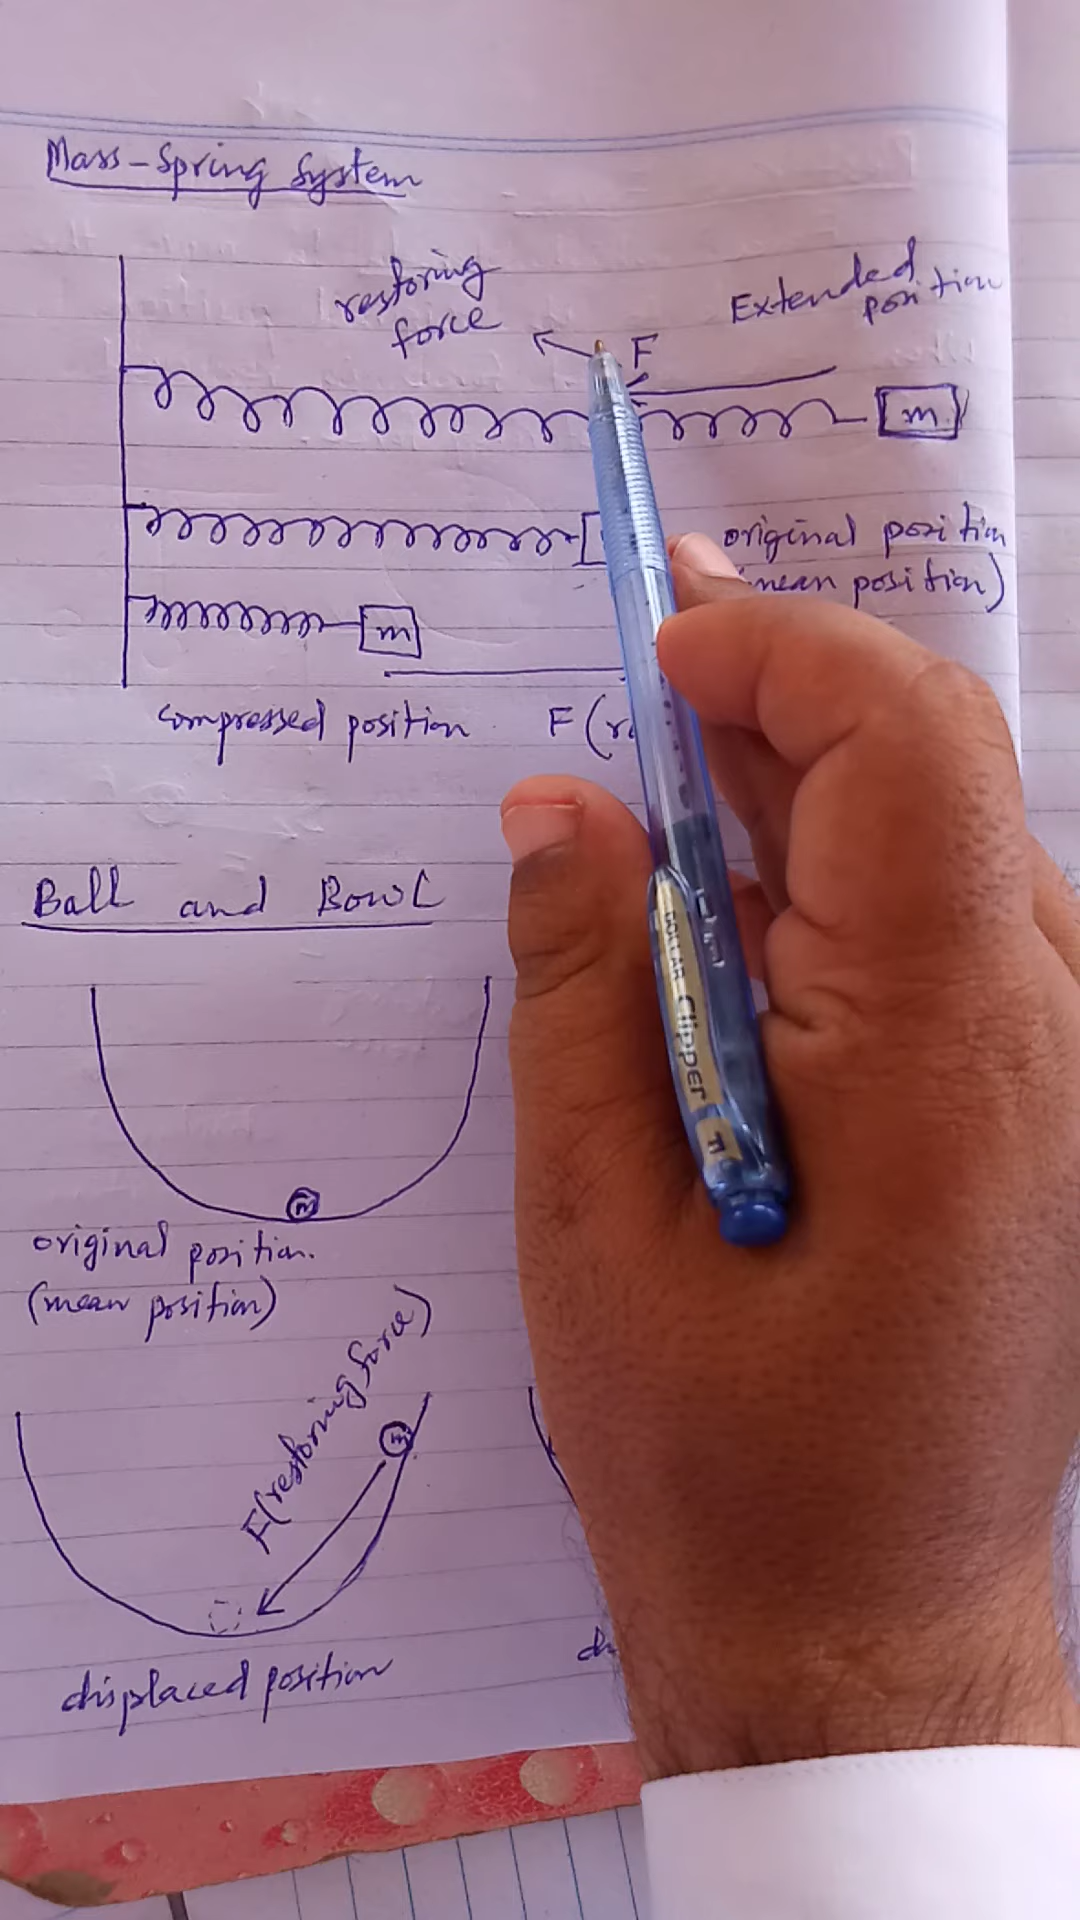 Mass-Spring System
restoring
force
Extended
position
F
m
original position
(mean position)
m
compressed position
F (r
Ball and Bowl
m
original position.
(mean position)
F(restoring force)
m
displaced position
DOLLAR Clipper